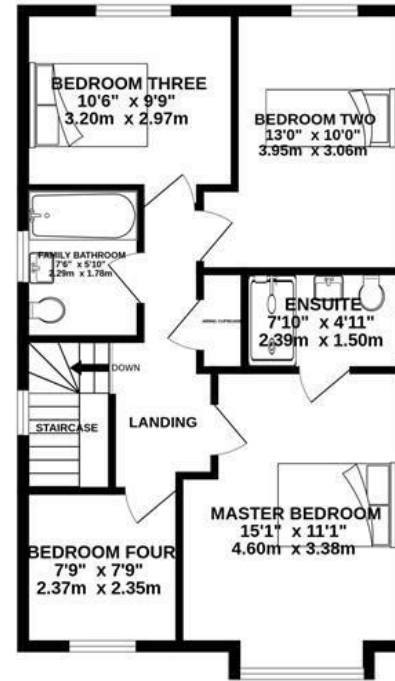 BEDROOM THREE
10'6" x 9'9"
3.20m x 2.97m
BEDROOM TWO
13'0" x 10'0"
3.95m x 3.06m
FAMILY BATHROOM
7'6" x 5'10"
2.29m x 1.78m
ENSUITE
7'10" x 4'11"
2.39m x 1.50m
AIRING CUPBOARD
DOWN
STAIRCASE
LANDING
MASTER BEDROOM
15'1" x 11'1"
4.60m x 3.38m
BEDROOM FOUR
7'9" x 7'9"
2.37m x 2.35m